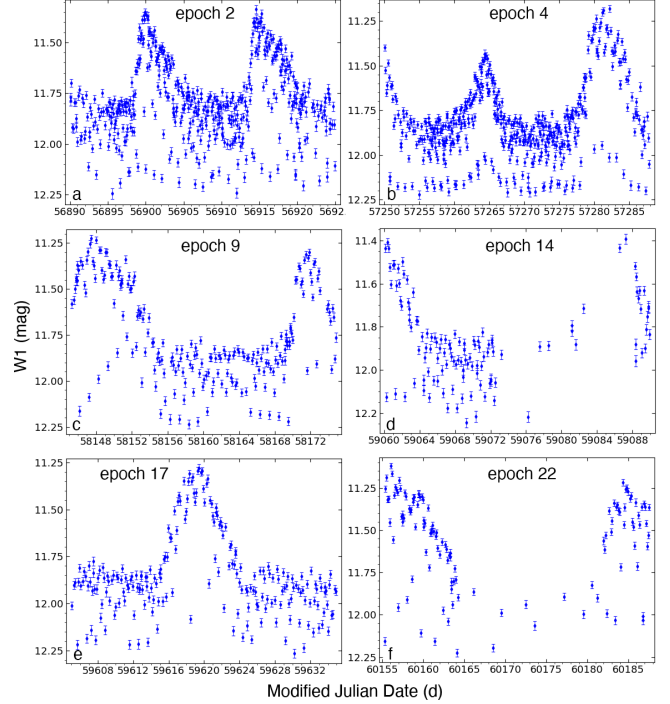 epoch 2
11.50
11.75
12.00
12.25
a
56890 56895 56900 56905 56910 56915 56920 5692
epoch 4
11.25
11.50
11.75
12.00
12.25
b
57250 57255 57260 57265 57270 57275 57280 57285
epoch 9
11.25
11.50
11.75
12.00
12.25
c
58148 58152 58156 58160 58164 58168 58172
epoch 14
11.4
11.6
11.8
12.0
12.2
d
59060 59064 59068 59072 59076 59080 59084 59088
W1 (mag)
epoch 17
11.25
11.50
11.75
12.00
12.25
e
59608 59612 59616 59620 59624 59628 59632
epoch 22
11.25
11.50
11.75
12.00
12.25
f
60155 60160 60165 60170 60175 60180 60185
Modified Julian Date (d)